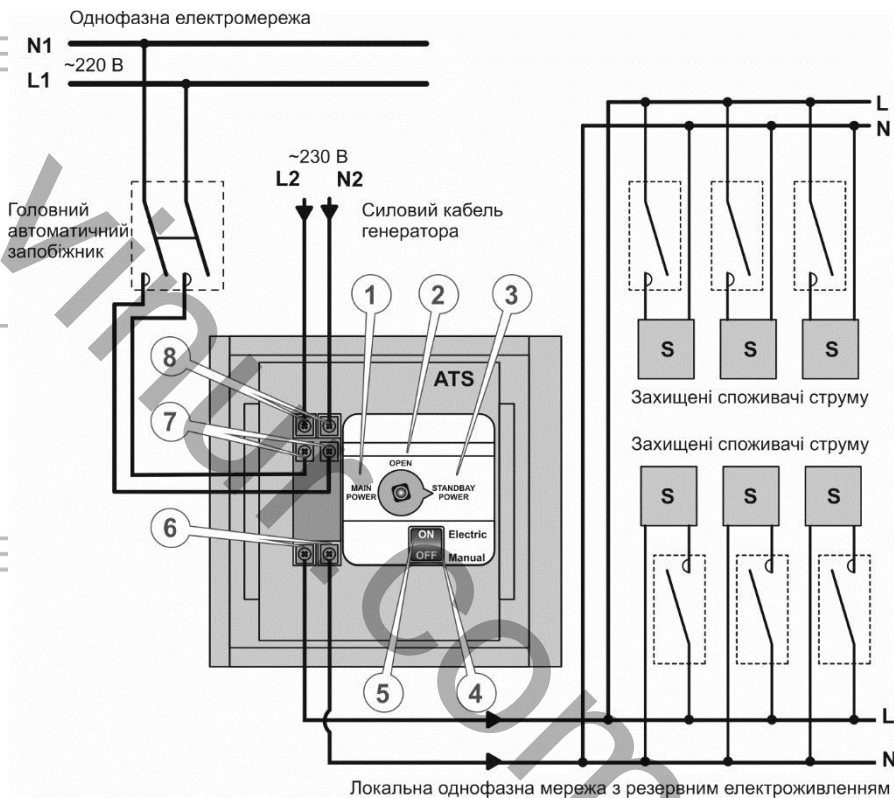 Однофазна електромережа
N1
~220 В
L1
~230 В
L2 N2
Головний
автоматичний
запобіжник
Силовий кабель
генератора
L
N
1 2 3
8
7
6
ATS
OPEN
MAIN
POWER
STANDBAY
POWER
ON Electric
OFF Manual
5 4
S S S
Захищені споживачі струму
Захищені споживачі струму
S S S
L
N
Локальна однофазна мережа з резервним електроживленням
vinur.com